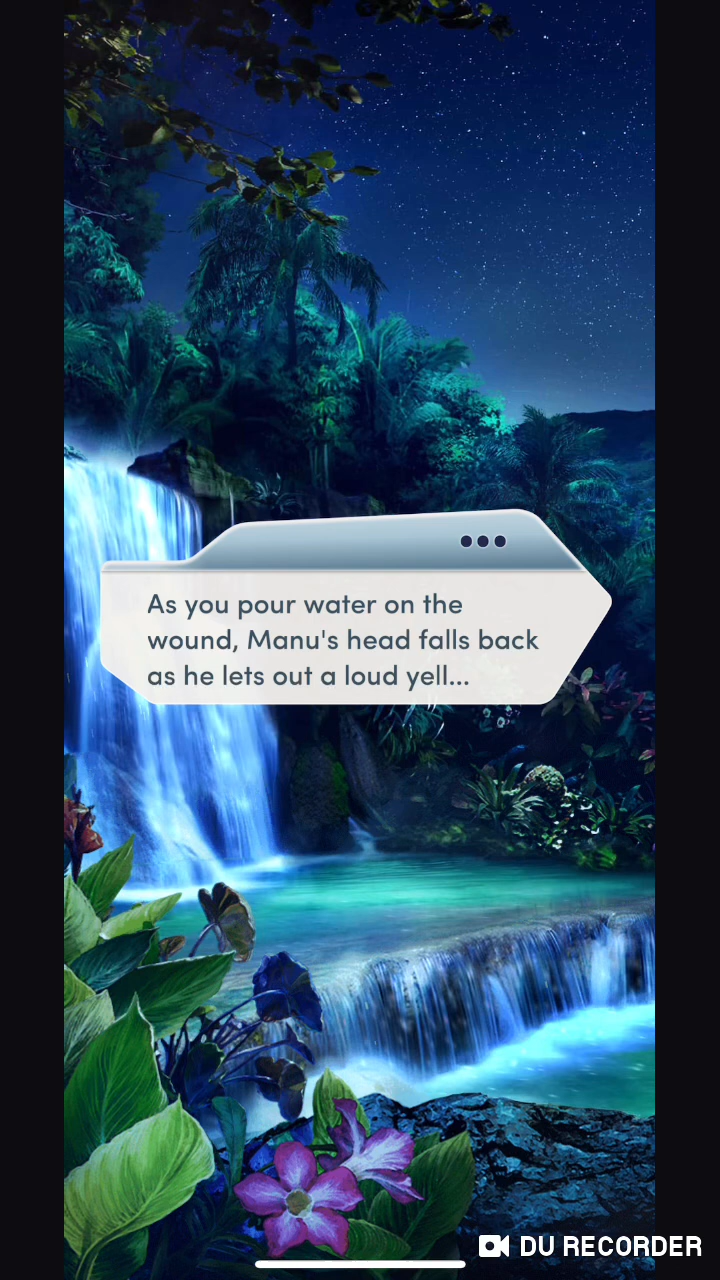 As you pour water on the
wound, Manu's head falls back
as he lets out a loud yell...
DU RECORDER